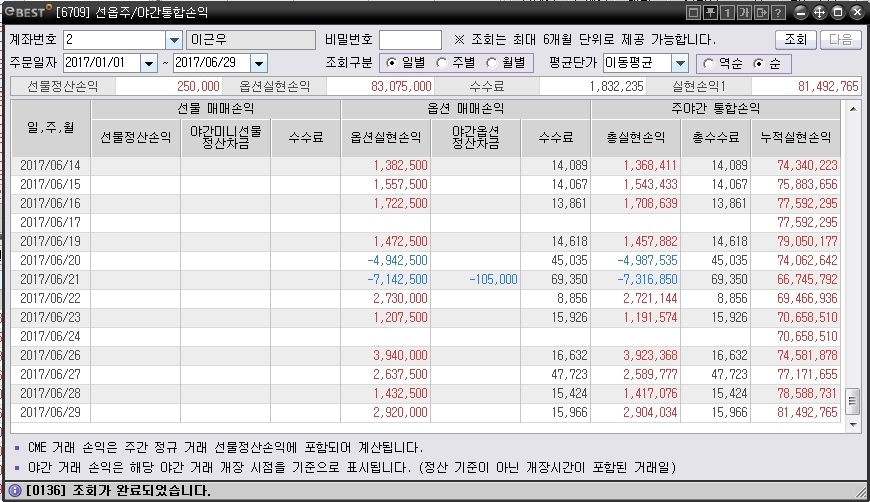 eBEST [6709] 선옵주/야간통합손익
계좌번호 2 이근우 비밀번호 ※ 조회는 최대 6개월 단위로 제공 가능합니다. 조회 다음
주문일자 2017/01/01 ~ 2017/06/29 조회구분 일별 주별 월별 평균단가 이동평균 역순 순
선물정산손익 250,000 옵션실현손익 83,075,000 수수료 1,832,235 실현손익1 81,492,765
일,주,월 선물 매매손익 옵션 매매손익 주야간 통합손익
선물정산손익 야간미니선물 정산차금 수수료 옵션실현손익 야간옵션 정산차금 수수료 총실현손익 총수수료 누적실현손익
2017/06/14 1,382,500 14,089 1,368,411 14,089 74,340,223
2017/06/15 1,557,500 14,067 1,543,433 14,067 75,883,656
2017/06/16 1,722,500 13,861 1,708,639 13,861 77,592,295
2017/06/17 77,592,295
2017/06/19 1,472,500 14,618 1,457,882 14,618 79,050,177
2017/06/20 -4,942,500 45,035 -4,987,535 45,035 74,062,642
2017/06/21 -7,142,500 -105,000 69,350 -7,316,850 69,350 66,745,792
2017/06/22 2,730,000 8,856 2,721,144 8,856 69,466,936
2017/06/23 1,207,500 15,926 1,191,574 15,926 70,658,510
2017/06/24 70,658,510
2017/06/26 3,940,000 16,632 3,923,368 16,632 74,581,878
2017/06/27 2,637,500 47,723 2,589,777 47,723 77,171,655
2017/06/28 1,432,500 15,424 1,417,076 15,424 78,588,731
2017/06/29 2,920,000 15,966 2,904,034 15,966 81,492,765
▪ CME 거래 손익은 주간 정규 거래 선물정산손익에 포함되어 계산됩니다.
▪ 야간 거래 손익은 해당 야간 거래 개장 시점을 기준으로 표시됩니다. (정산 기준이 아닌 개장시간이 포함된 거래일)
[0136] 조회가 완료되었습니다.